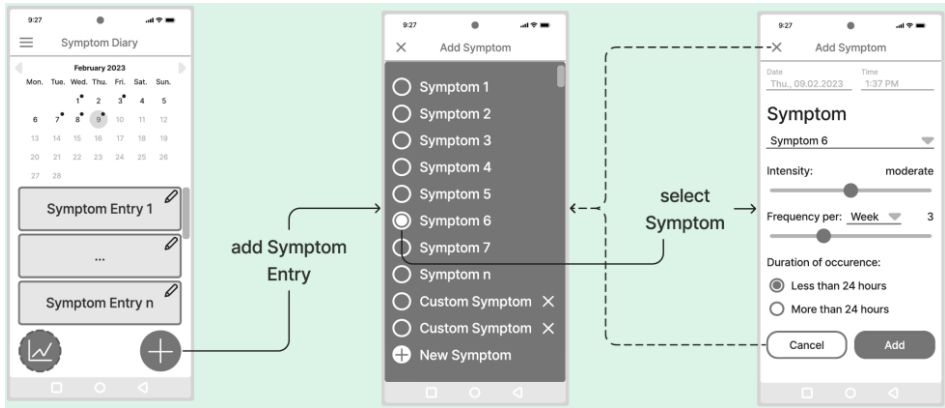 9:27
Symptom Diary
February 2023
Mon. Tue. Wed. Thu. Fri. Sat. Sun.
1 2 3 4 5
6 7 8 9 10 11 12
13 14 15 16 17 18 19
20 21 22 23 24 25 26
27 28
Symptom Entry 1
...
Symptom Entry n
add Symptom
Entry
9:27
Add Symptom
Symptom 1
Symptom 2
Symptom 3
Symptom 4
Symptom 5
Symptom 6
Symptom 7
Symptom n
Custom Symptom
Custom Symptom
New Symptom
select
Symptom
9:27
Add Symptom
Date Time
Thu., 09.02.2023 1:37 PM
Symptom
Symptom 6
Intensity: moderate
Frequency per: Week 3
Duration of occurence:
Less than 24 hours
More than 24 hours
Cancel Add